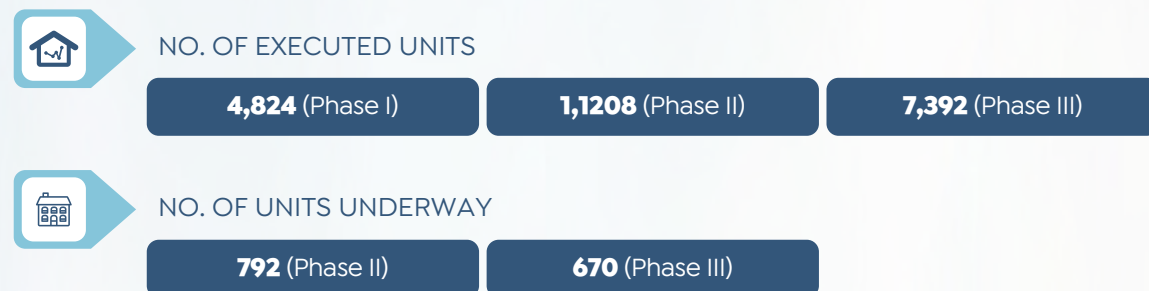 NO. OF EXECUTED UNITS
4,824 (Phase I) 1,1208 (Phase II) 7,392 (Phase III)
NO. OF UNITS UNDERWAY
792 (Phase II) 670 (Phase III)